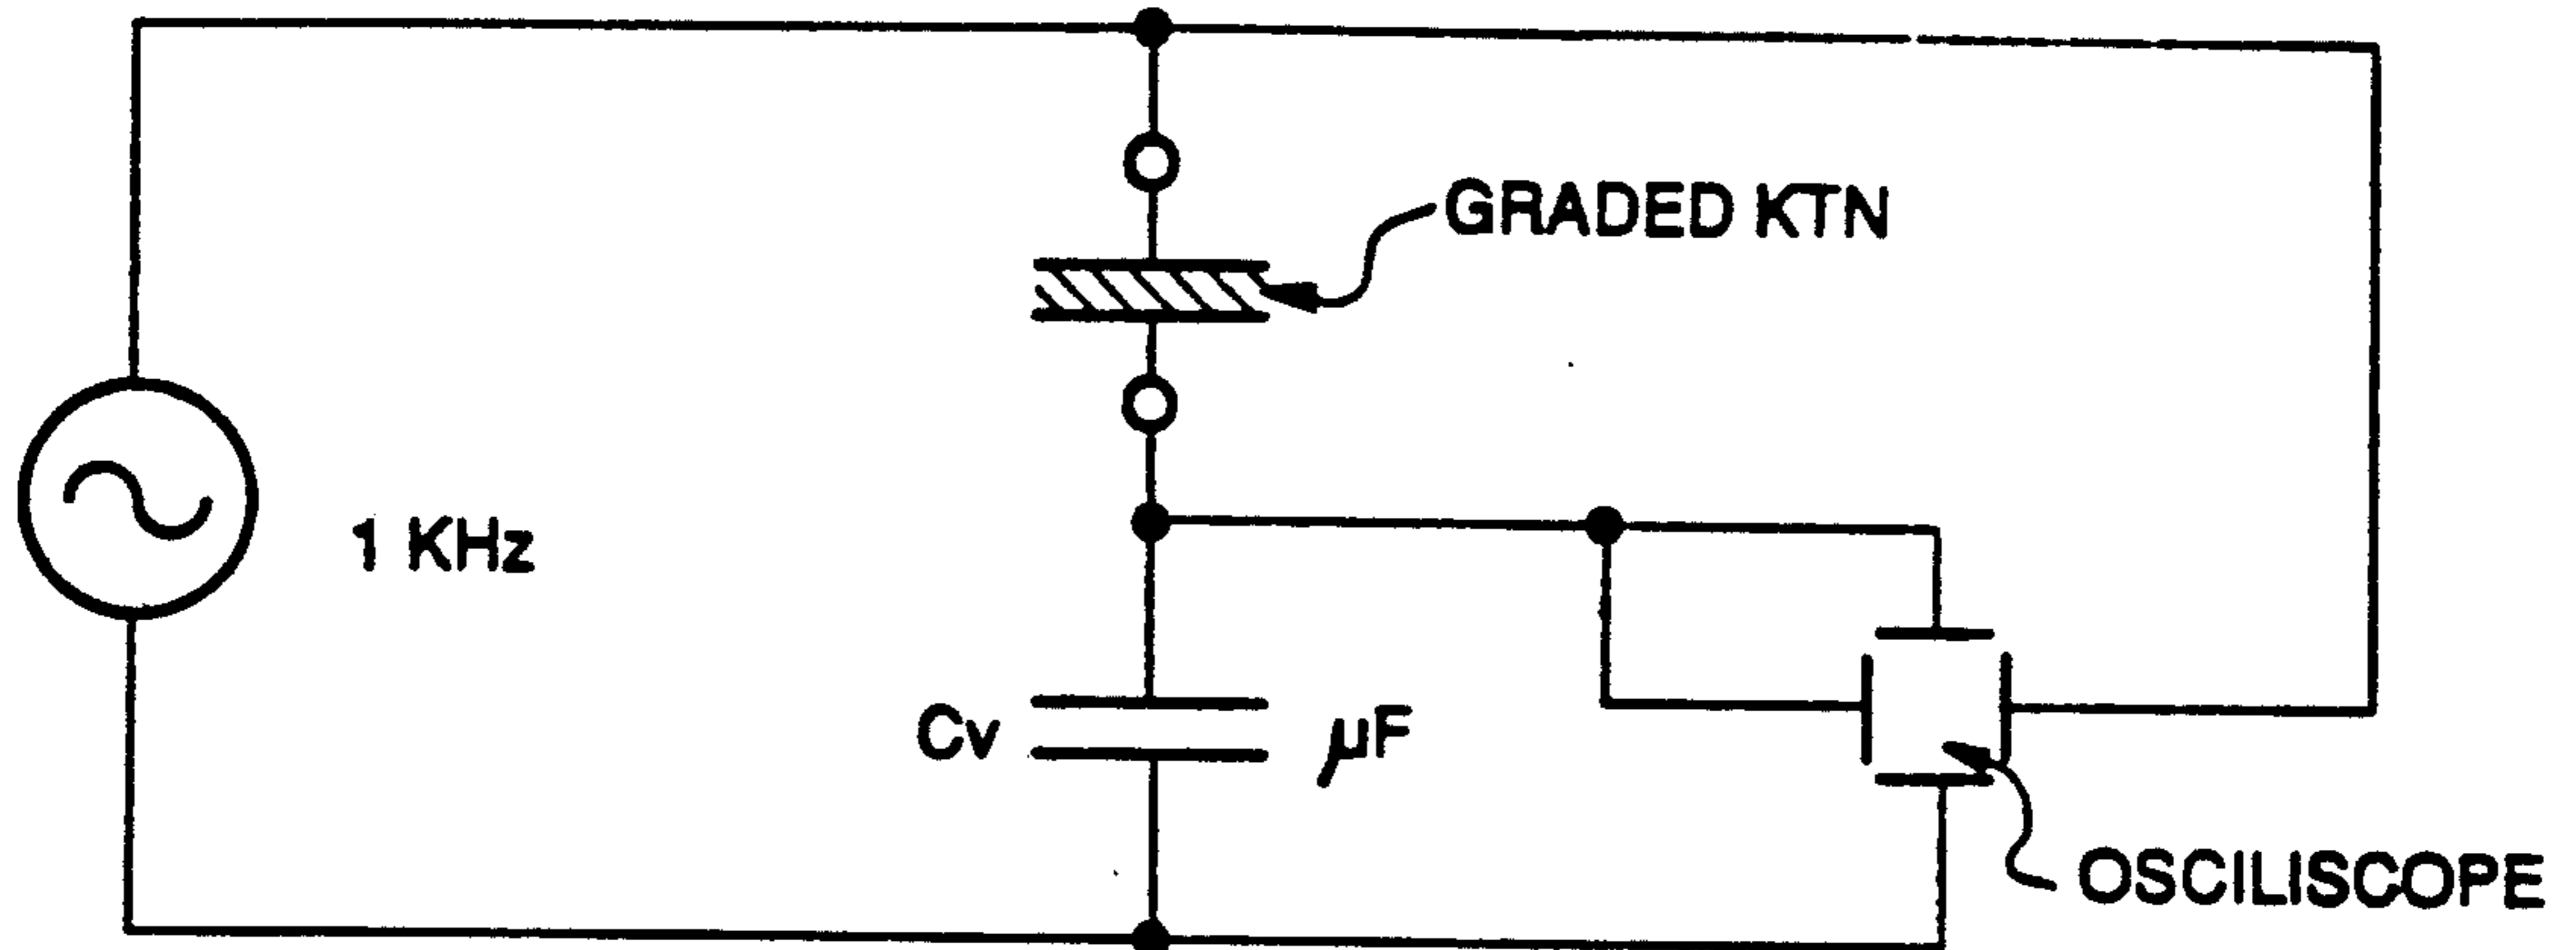 GRADED KTN
1 KHz
Cv
μF
OSCILISCOPE